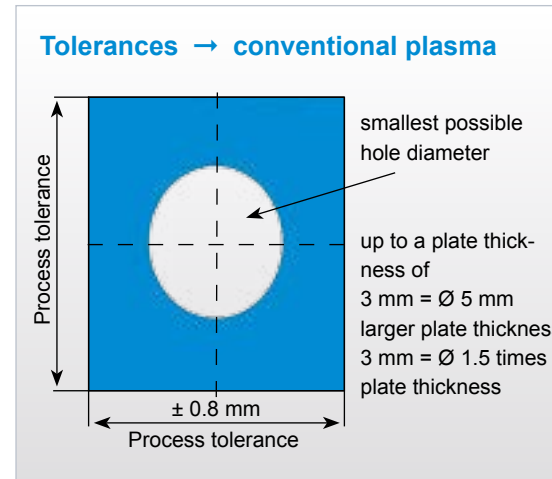 Tolerances → conventional plasma
smallest possible
hole diameter
Process tolerance
up to a plate thick-
ness of
3 mm = Ø 5 mm
larger plate thicknes
3 mm = Ø 1.5 times
plate thickness
± 0.8 mm
Process tolerance